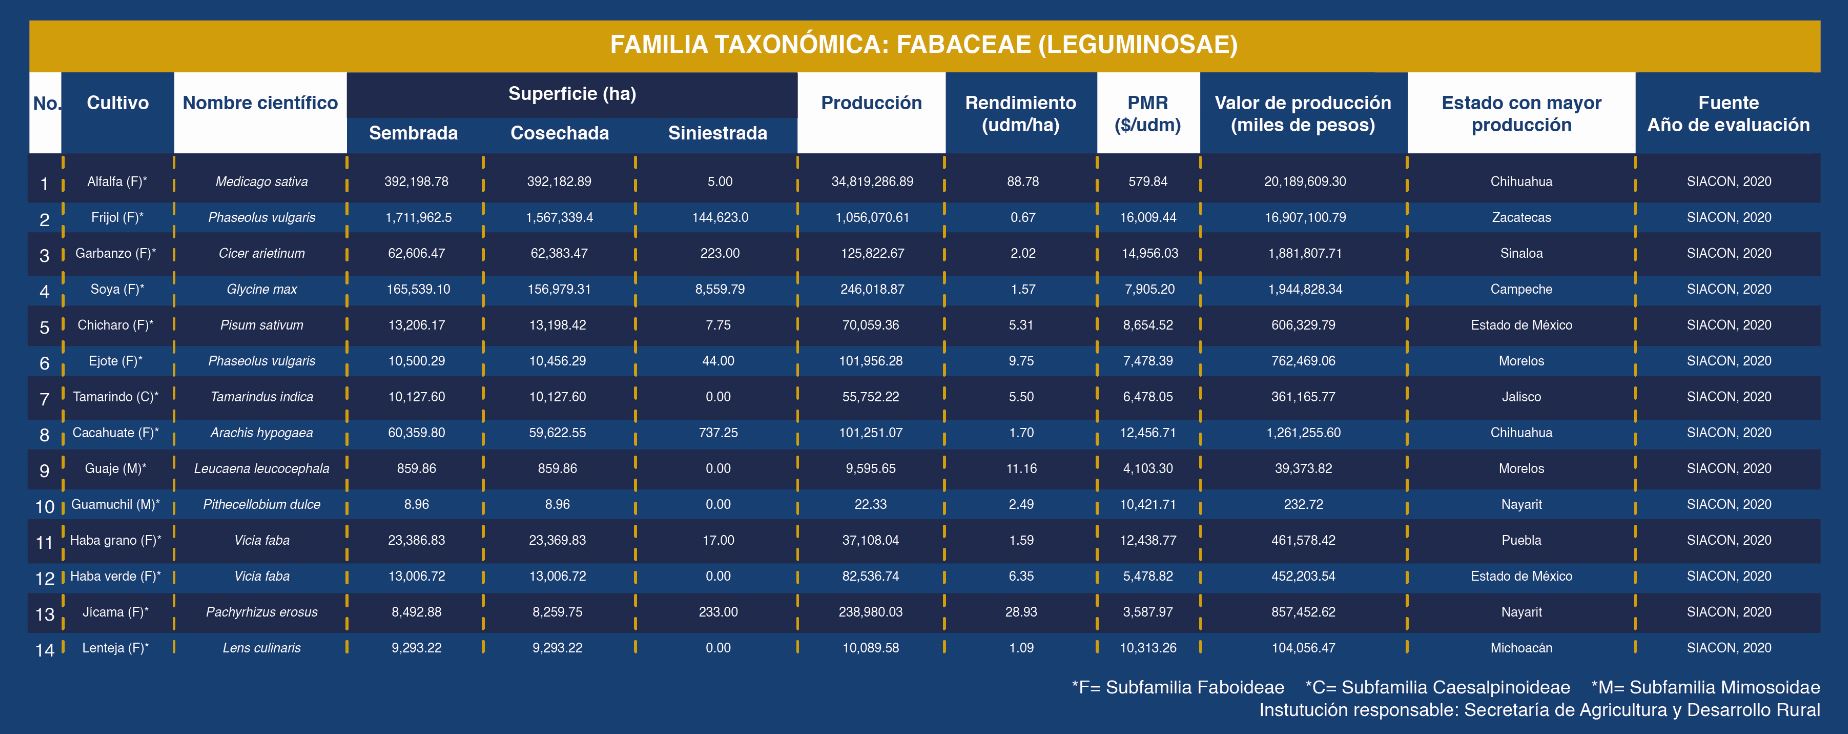 FAMILIA TAXONÓMICA: FABACEAE (LEGUMINOSAE)
No. Cultivo Nombre científico Superficie (ha) Producción Rendimiento (udm/ha) PMR ($/udm) Valor de producción (miles de pesos) Estado con mayor producción Fuente Año de evaluación
Sembrada Cosechada Siniestrada
1 Alfalfa (F)* Medicago sativa 392,198.78 392,182.89 5.00 34,819,286.89 88.78 579.84 20,189,609.30 Chihuahua SIACON, 2020
2 Frijol (F)* Phaseolus vulgaris 1,711,962.5 1,567,339.4 144,623.0 1,056,070.61 0.67 16,009.44 16,907,100.79 Zacatecas SIACON, 2020
3 Garbanzo (F)* Cicer arietinum 62,606.47 62,383.47 223.00 125,822.67 2.02 14,956.03 1,881,807.71 Sinaloa SIACON, 2020
4 Soya (F)* Glycine max 165,539.10 156,979.31 8,559.79 246,018.87 1.57 7,905.20 1,944,828.34 Campeche SIACON, 2020
5 Chicharo (F)* Pisum sativum 13,206.17 13,198.42 7.75 70,059.36 5.31 8,654.52 606,329.79 Estado de México SIACON, 2020
6 Ejote (F)* Phaseolus vulgaris 10,500.29 10,456.29 44.00 101,956.28 9.75 7,478.39 762,469.06 Morelos SIACON, 2020
7 Tamarindo (C)* Tamarindus indica 10,127.60 10,127.60 0.00 55,752.22 5.50 6,478.05 361,165.77 Jalisco SIACON, 2020
8 Cacahuate (F)* Arachis hypogaea 60,359.80 59,622.55 737.25 101,251.07 1.70 12,456.71 1,261,255.60 Chihuahua SIACON, 2020
9 Guaje (M)* Leucaena leucocephala 859.86 859.86 0.00 9,595.65 11.16 4,103.30 39,373.82 Morelos SIACON, 2020
10 Guamuchil (M)* Pithecellobium dulce 8.96 8.96 0.00 22.33 2.49 10,421.71 232.72 Nayarit SIACON, 2020
11 Haba grano (F)* Vicia faba 23,386.83 23,369.83 17.00 37,108.04 1.59 12,438.77 461,578.42 Puebla SIACON, 2020
12 Haba verde (F)* Vicia faba 13,006.72 13,006.72 0.00 82,536.74 6.35 5,478.82 452,203.54 Estado de México SIACON, 2020
13 Jícama (F)* Pachyrhizus erosus 8,492.88 8,259.75 233.00 238,980.03 28.93 3,587.97 857,452.62 Nayarit SIACON, 2020
14 Lenteja (F)* Lens culinaris 9,293.22 9,293.22 0.00 10,089.58 1.09 10,313.26 104,056.47 Michoacán SIACON, 2020
*F= Subfamilia Faboideae *C= Subfamilia Caesalpinoideae *M= Subfamilia Mimosoidae
Instutución responsable: Secretaría de Agricultura y Desarrollo Rural